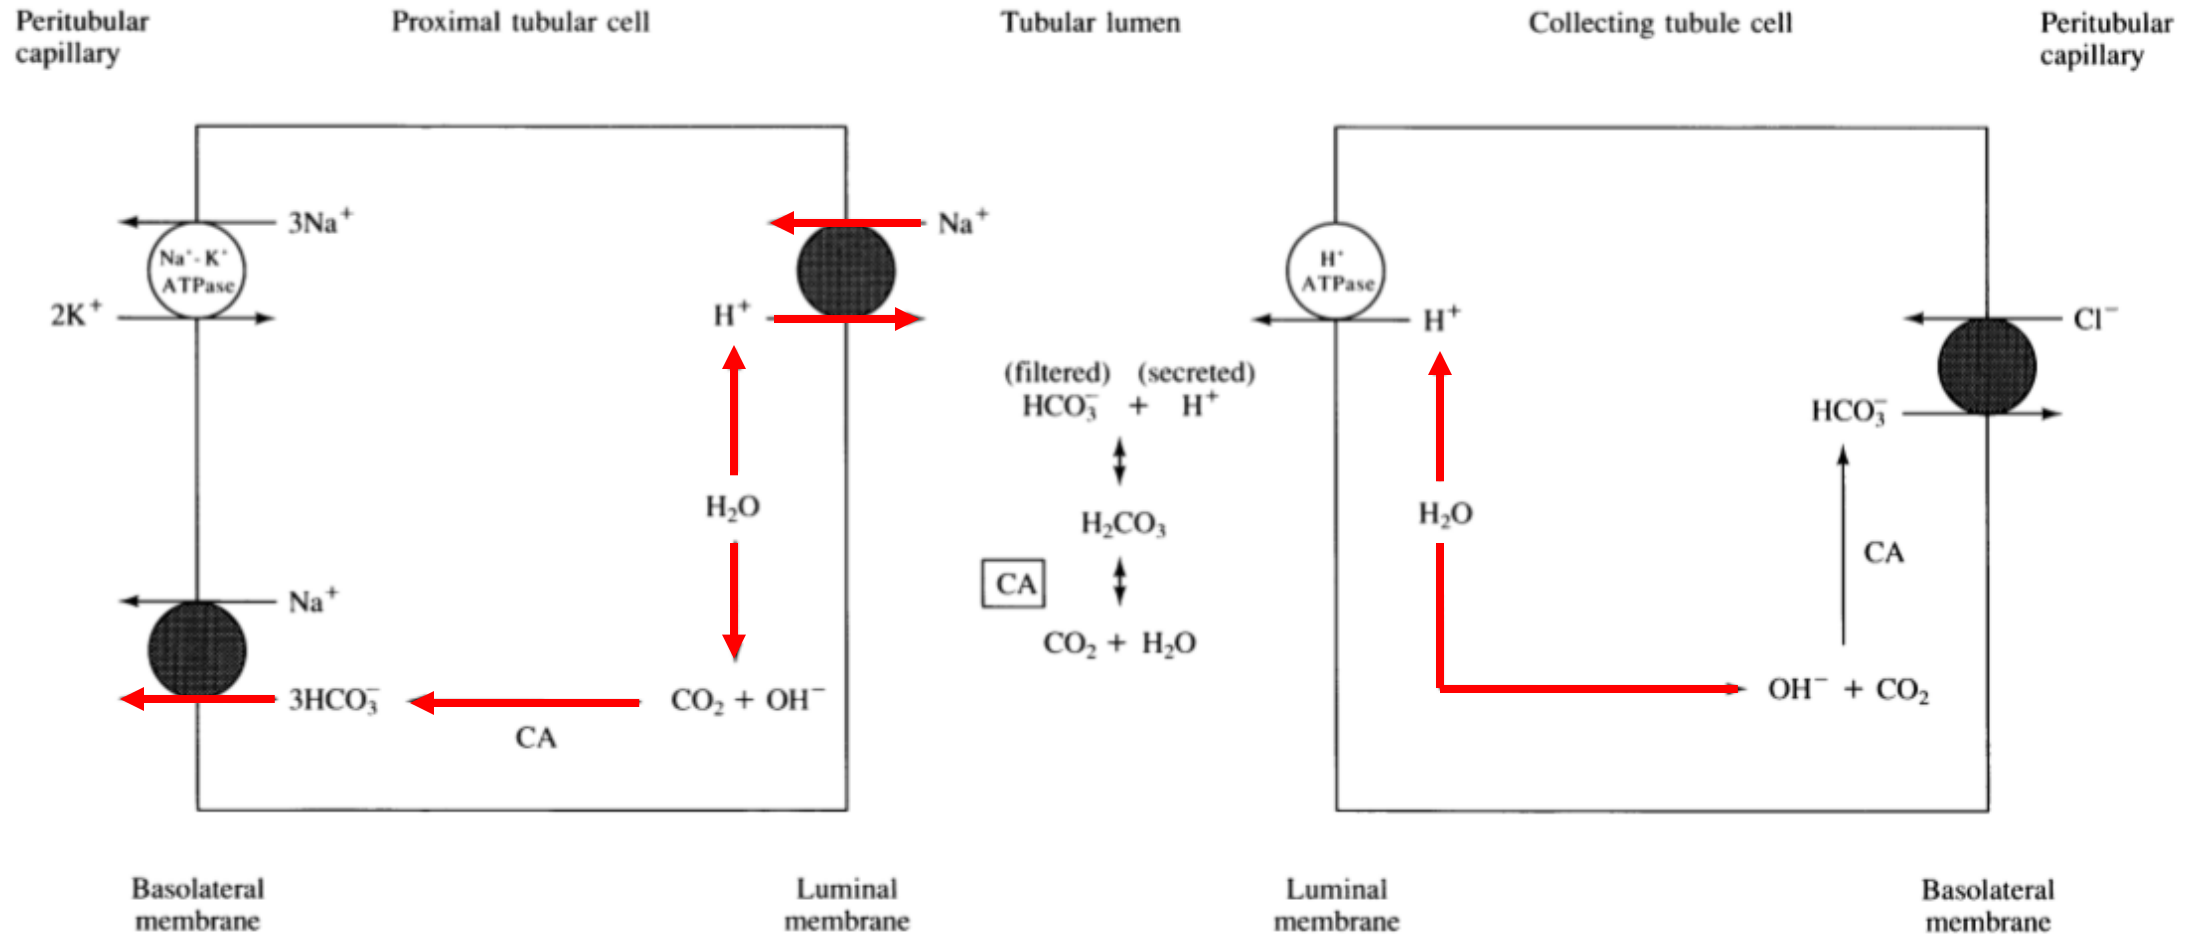 Peritubular
capillary
Proximal tubular cell
Tubular lumen
Collecting tubule cell
Peritubular
capillary
3Na⁺
Na⁺-K⁺
ATPase
2K⁺
Na⁺
H⁺
H₂O
CO₂ + OH⁻
CA
Na⁺
3HCO₃⁻
(filtered) (secreted)
HCO₃⁻ + H⁺
H₂CO₃
CA
CO₂ + H₂O
H⁺
ATPase
H⁺
H₂O
OH⁻ + CO₂
CA
HCO₃⁻
Cl⁻
Basolateral
membrane
Luminal
membrane
Luminal
membrane
Basolateral
membrane